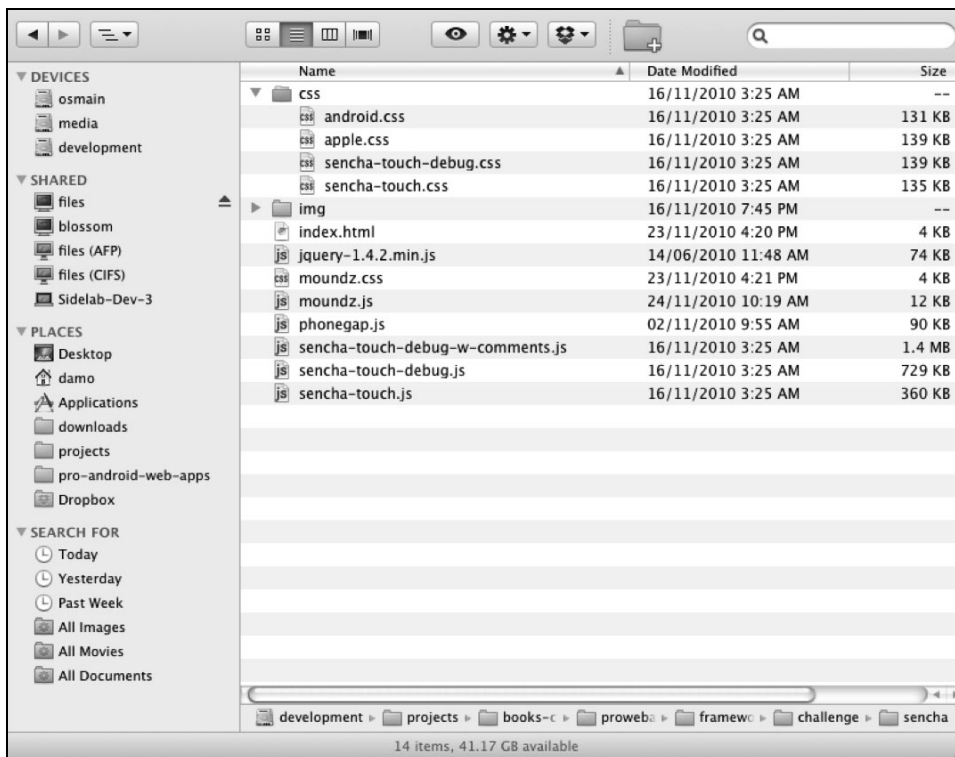 Name Date Modified Size
DEVICES
osmain
media
development
SHARED
files
blossom
files (AFP)
files (CIFS)
Sidelab-Dev-3
PLACES
Desktop
damo
Applications
downloads
projects
pro-android-web-apps
Dropbox
SEARCH FOR
Today
Yesterday
Past Week
All Images
All Movies
All Documents
css 16/11/2010 3:25 AM --
android.css 16/11/2010 3:25 AM 131 KB
apple.css 16/11/2010 3:25 AM 139 KB
sencha-touch-debug.css 16/11/2010 3:25 AM 139 KB
sencha-touch.css 16/11/2010 3:25 AM 135 KB
img 16/11/2010 7:45 PM --
index.html 23/11/2010 4:20 PM 4 KB
jquery-1.4.2.min.js 14/06/2010 11:48 AM 74 KB
moundz.css 23/11/2010 4:21 PM 4 KB
moundz.js 24/11/2010 10:19 AM 12 KB
phonegap.js 02/11/2010 9:55 AM 90 KB
sencha-touch-debug-w-comments.js 16/11/2010 3:25 AM 1.4 MB
sencha-touch-debug.js 16/11/2010 3:25 AM 729 KB
sencha-touch.js 16/11/2010 3:25 AM 360 KB
development projects books-c proweba framewo challenge sencha
14 items, 41.17 GB available